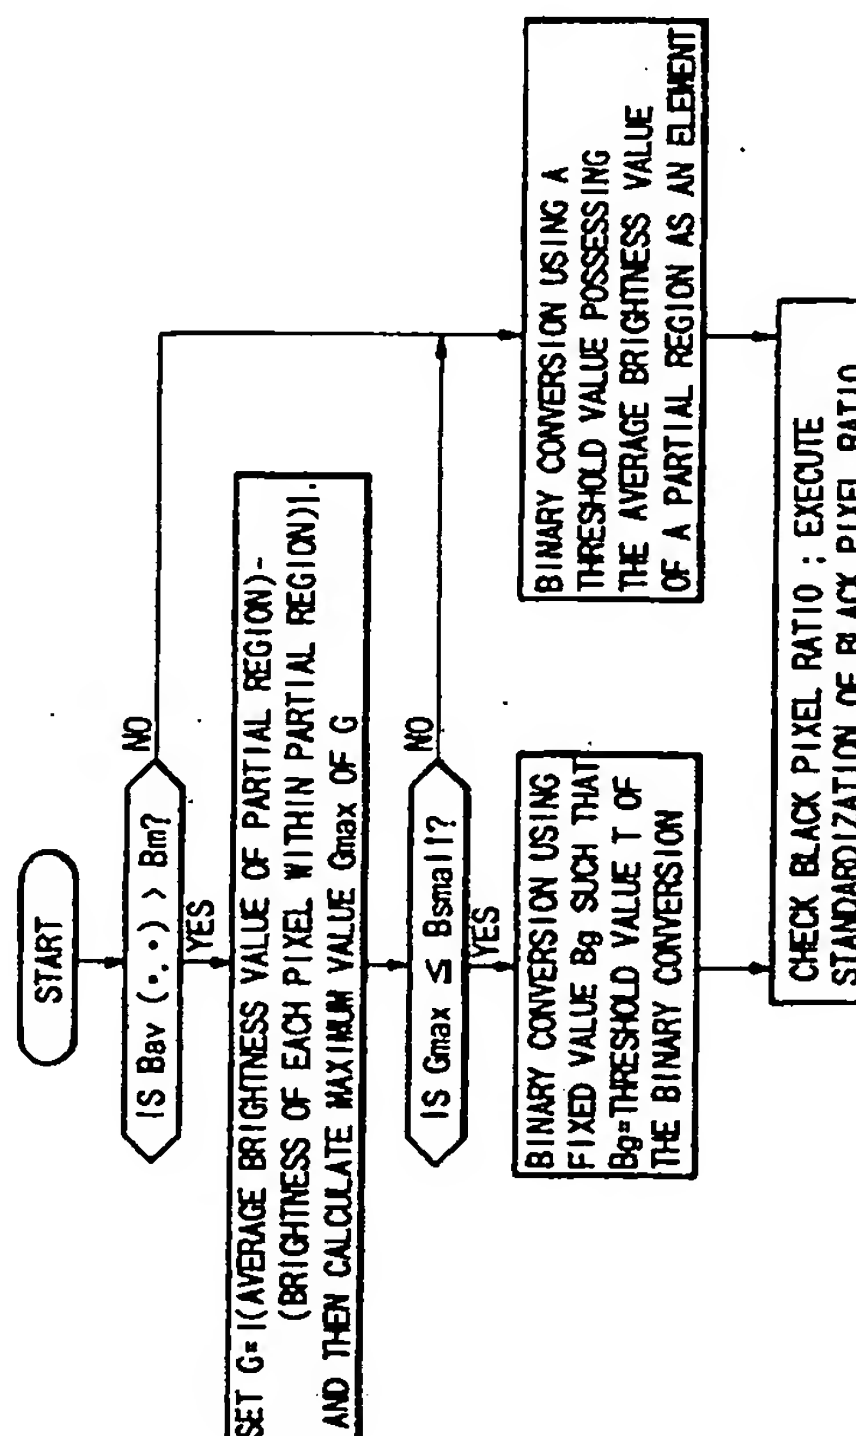 START
IS Bav (•, •) > Bm?
NO
YES
SET G=|(AVERAGE BRIGHTNESS VALUE OF PARTIAL REGION)-
(BRIGHTNESS OF EACH PIXEL WITHIN PARTIAL REGION)|.
AND THEN CALCULATE MAXIMUM VALUE Gmax OF G
IS Gmax ≤ Bsmall?
NO
YES
BINARY CONVERSION USING
FIXED VALUE Bg SUCH THAT
Bg=THRESHOLD VALUE T OF
THE BINARY CONVERSION
BINARY CONVERSION USING A
THRESHOLD VALUE POSSESSING
THE AVERAGE BRIGHTNESS VALUE
OF A PARTIAL REGION AS AN ELEMENT
CHECK BLACK PIXEL RATIO ; EXECUTE
STANDARDIZATION OF BLACK PIXEL RATIO